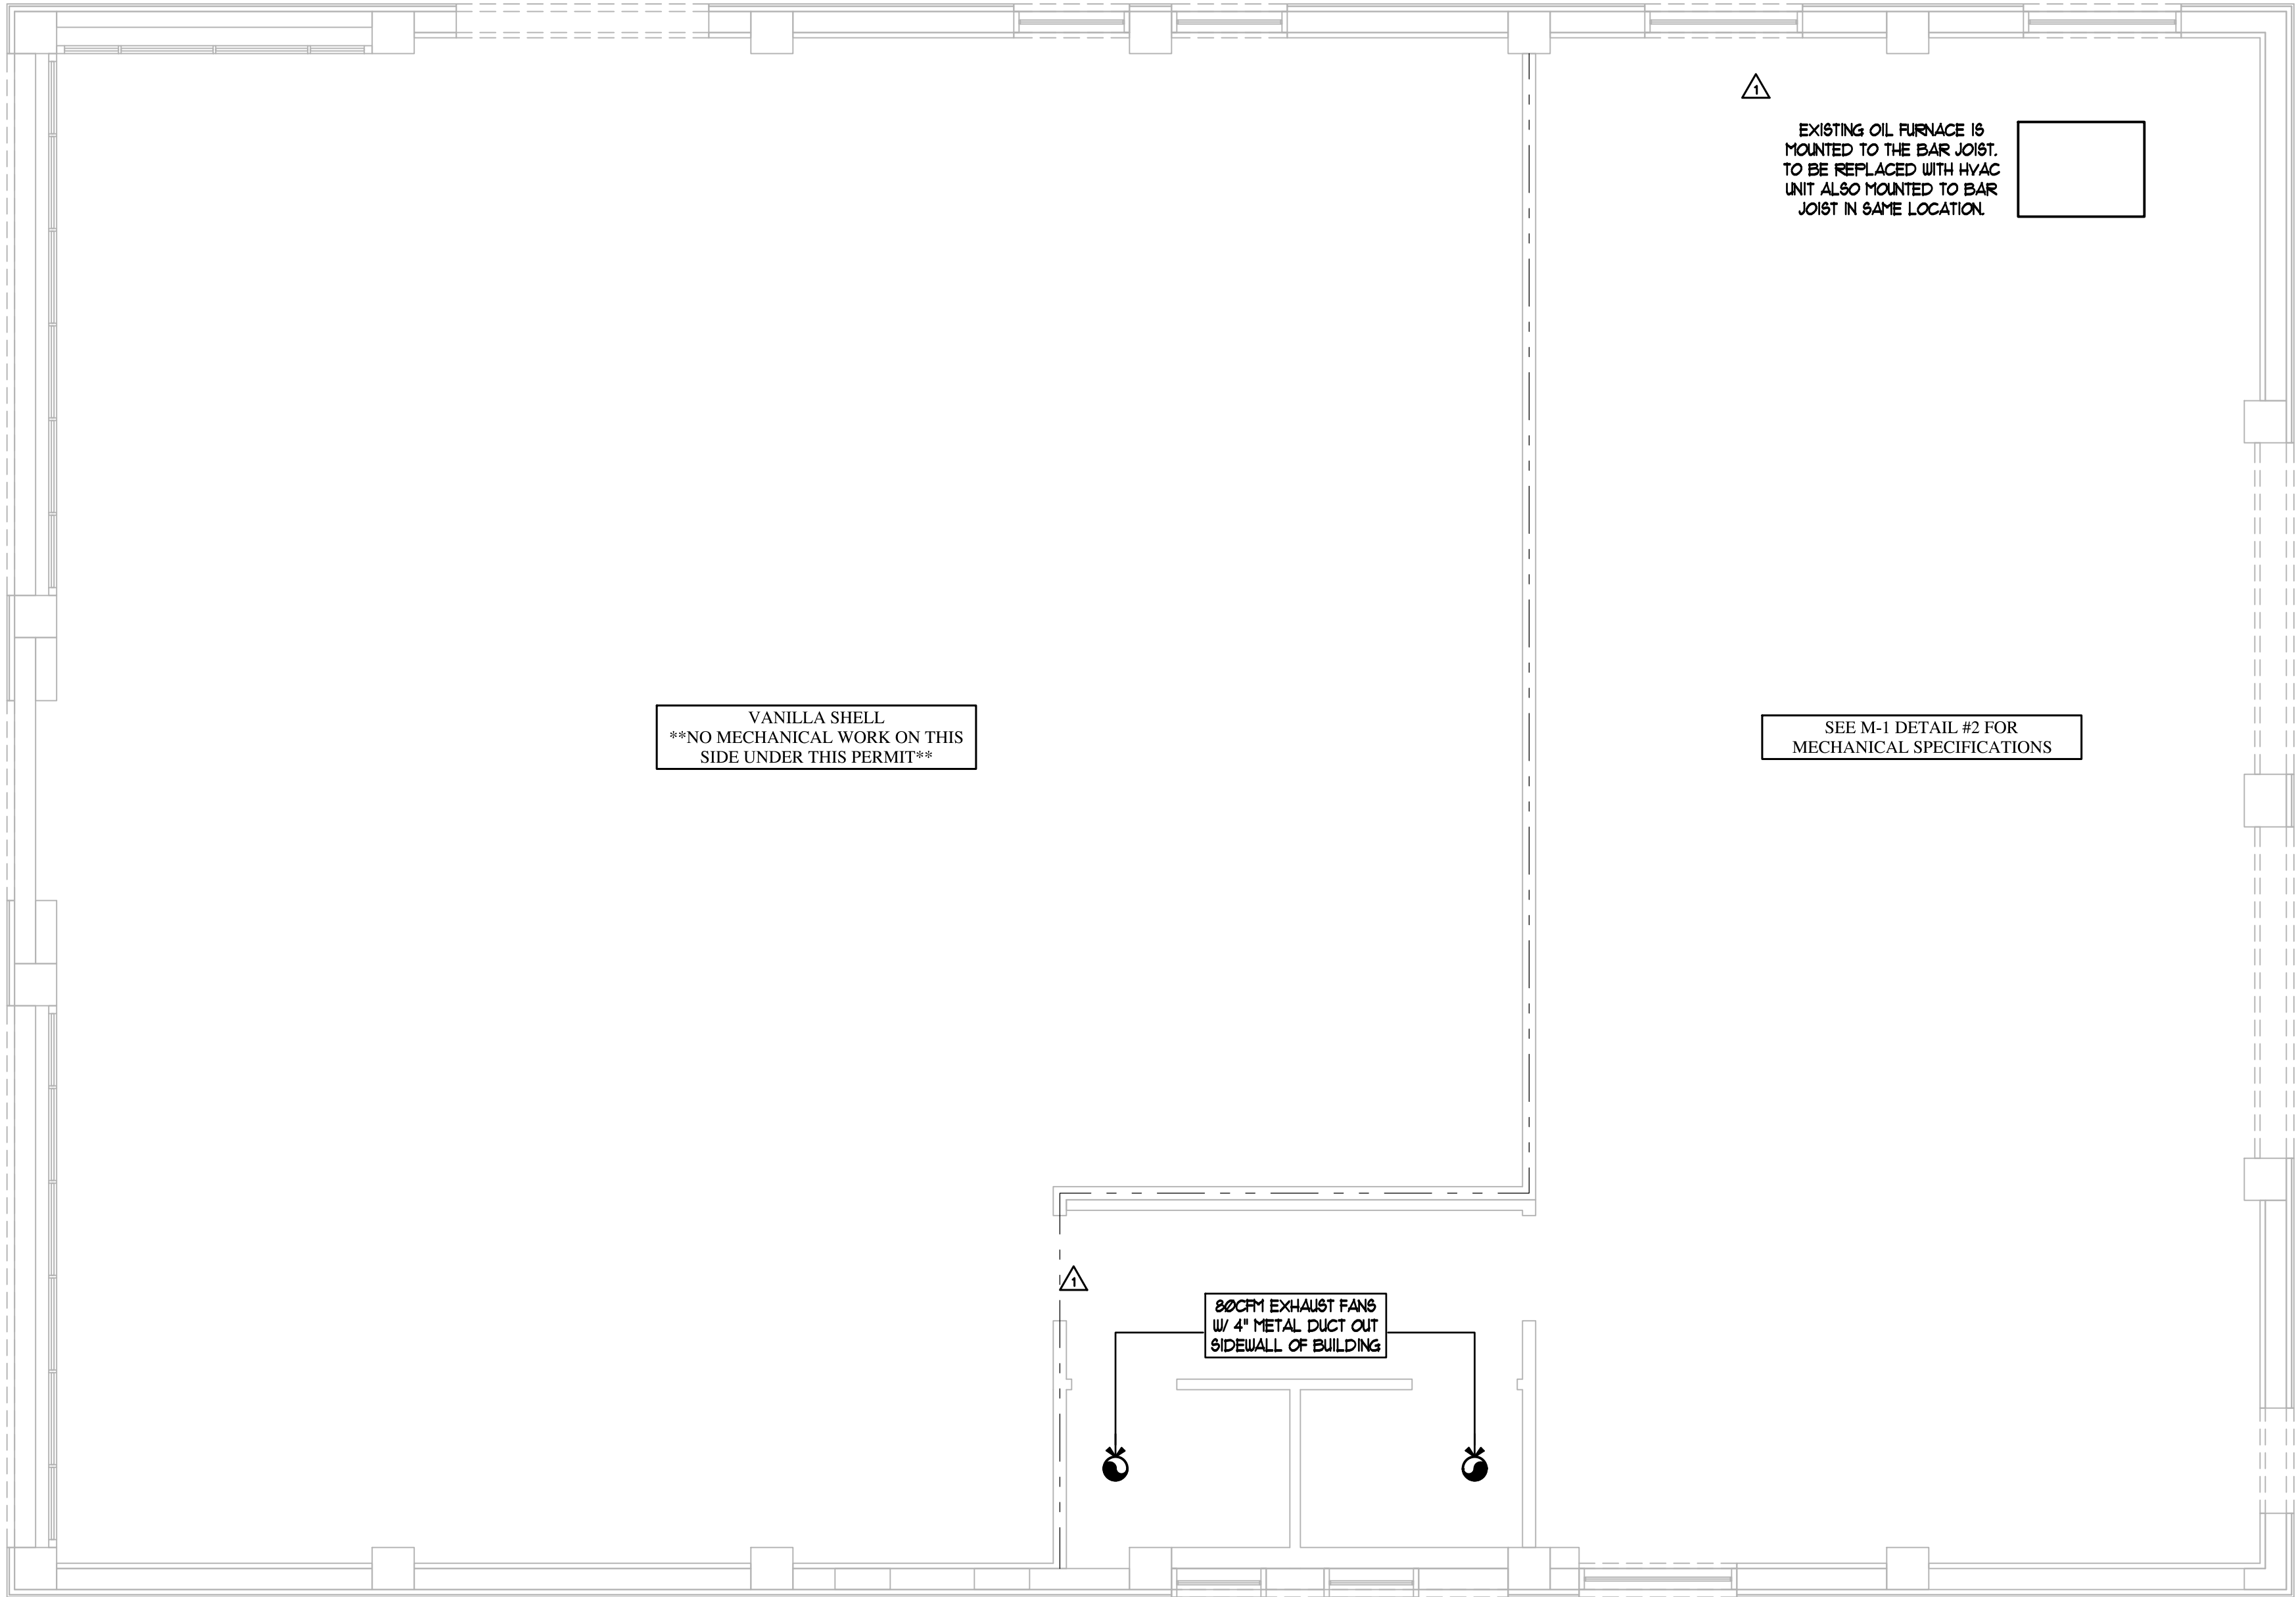 1
EXISTING OIL FURNACE IS
MOUNTED TO THE BAR JOIST.
TO BE REPLACED WITH HVAC
UNIT ALSO MOUNTED TO BAR
JOIST IN SAME LOCATION.
VANILLA SHELL
**NO MECHANICAL WORK ON THIS
SIDE UNDER THIS PERMIT**
SEE M-1 DETAIL #2 FOR
MECHANICAL SPECIFICATIONS
1
80CFM EXHAUST FANS
W/ 4" METAL DUCT OUT
SIDEWALL OF BUILDING